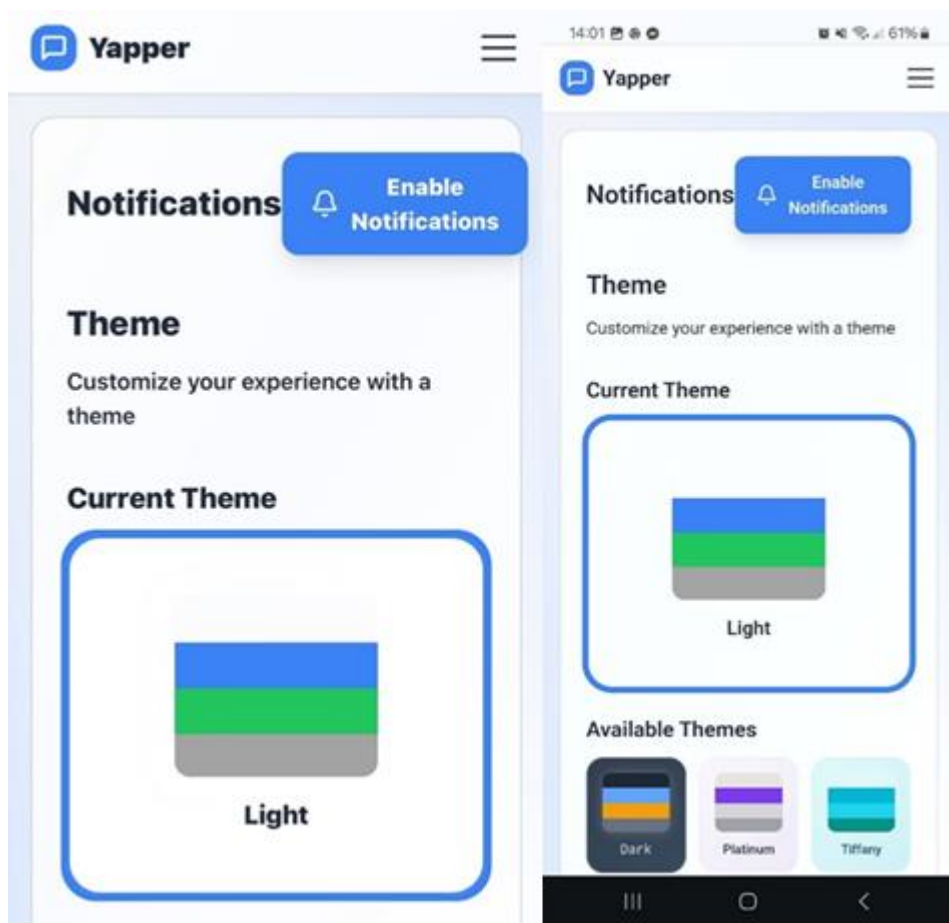 Yapper
Notifications
Enable
Notifications
Theme
Customize your experience with a
theme
Current Theme
Light
14:01
61%
Yapper
Notifications
Enable
Notifications
Theme
Customize your experience with a theme
Current Theme
Light
Available Themes
Dark
Platinum
Tiffany